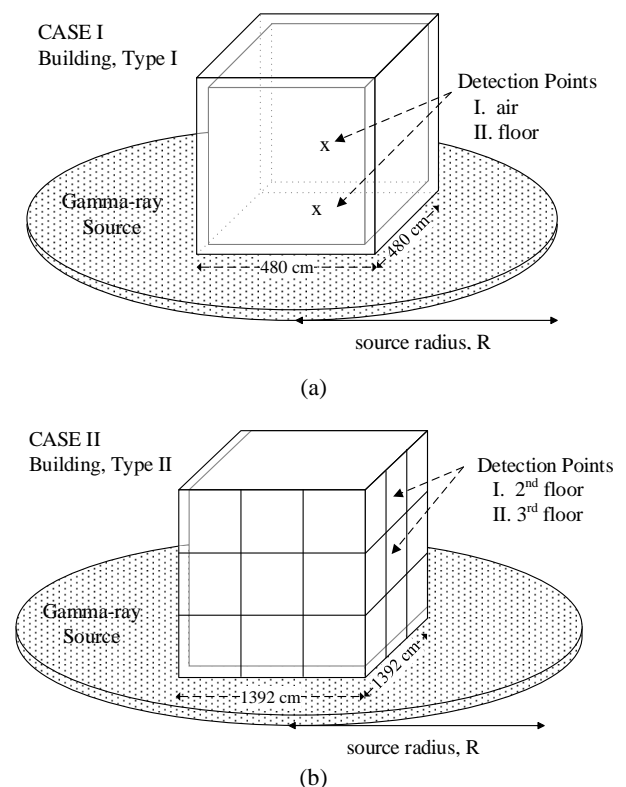 CASE I
Building, Type I
Detection Points
I. air
II. floor
x
x
Gamma-ray
Source
480 cm
480 cm
source radius, R
(a)
CASE II
Building, Type II
Detection Points
I. 2nd floor
II. 3rd floor
Gamma-ray
Source
1392 cm
1392 cm
source radius, R
(b)